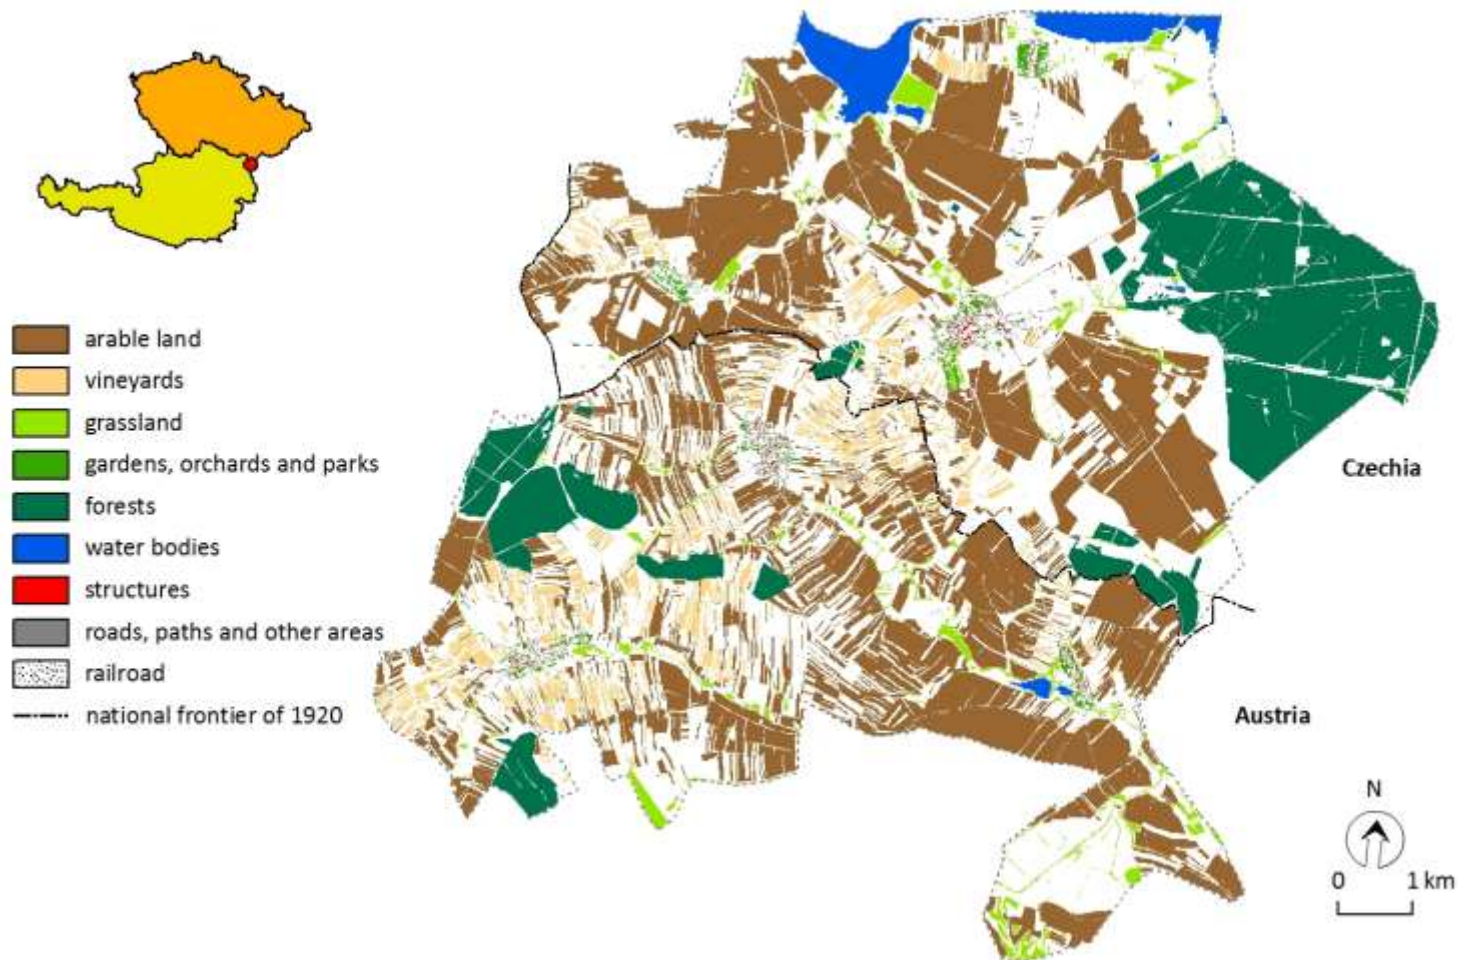 arable land
vineyards
grassland
gardens, orchards and parks
forests
water bodies
structures
roads, paths and other areas
railroad
national frontier of 1920
Czechia
Austria
N
0 1 km